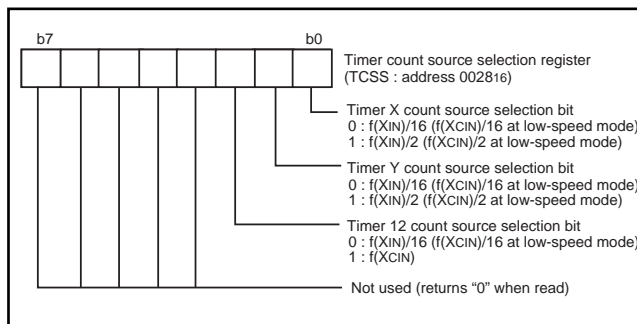 b7 b0
Timer count source selection register
(TCSS : address 002816)
Timer X count source selection bit
0 : f(XIN)/16 (f(XCIN)/16 at low-speed mode)
1 : f(XIN)/2 (f(XCIN)/2 at low-speed mode)
Timer Y count source selection bit
0 : f(XIN)/16 (f(XCIN)/16 at low-speed mode)
1 : f(XIN)/2 (f(XCIN)/2 at low-speed mode)
Timer 12 count source selection bit
0 : f(XIN)/16 (f(XCIN)/16 at low-speed mode)
1 : f(XCIN)
Not used (returns “0” when read)